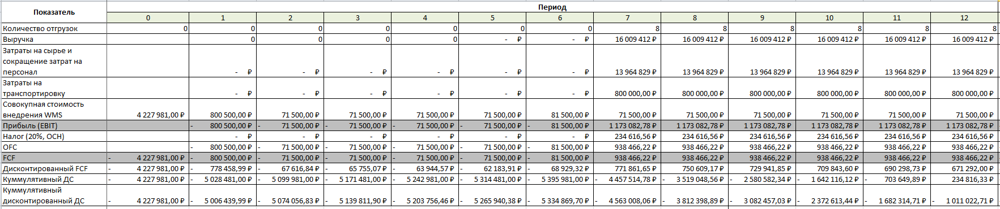 Показатель Период
0 1 2 3 4 5 6 7 8 9 10 11 12
Количество отгрузок 0 0 0 0 0 0 0 8 8 8 8 8 8
Выручка 0 0 0 0 - ₽ - ₽ 16 009 412 ₽ 16 009 412 ₽ 16 009 412 ₽ 16 009 412 ₽ 16 009 412 ₽ 16 009 412 ₽
Затраты на сырье и
сокращение затрат на
персонал - ₽ - ₽ - ₽ - ₽ - ₽ - ₽ 13 964 829 ₽ 13 964 829 ₽ 13 964 829 ₽ 13 964 829 ₽ 13 964 829 ₽ 13 964 829 ₽
Затраты на
транспортировку - ₽ - ₽ - ₽ - ₽ - ₽ - ₽ 800 000,00 ₽ 800 000,00 ₽ 800 000,00 ₽ 800 000,00 ₽ 800 000,00 ₽ 800 000,00 ₽
Совокупная стоимость
внедрения WMS 4 227 981,00 ₽ 800 500,00 ₽ 71 500,00 ₽ 71 500,00 ₽ 71 500,00 ₽ 71 500,00 ₽ 81 500,00 ₽ 71 500,00 ₽ 71 500,00 ₽ 71 500,00 ₽ 71 500,00 ₽ 71 500,00 ₽ 71 500,00 ₽
Прибыль (EBIT) - 800 500,00 ₽ - 71 500,00 ₽ - 71 500,00 ₽ - 71 500,00 ₽ - 71 500,00 ₽ - 81 500,00 ₽ 1 173 082,78 ₽ 1 173 082,78 ₽ 1 173 082,78 ₽ 1 173 082,78 ₽ 1 173 082,78 ₽ 1 173 082,78 ₽
Налог (20%, ОСН) - ₽ - ₽ - ₽ - ₽ - ₽ - ₽ 234 616,56 ₽ 234 616,56 ₽ 234 616,56 ₽ 234 616,56 ₽ 234 616,56 ₽ 234 616,56 ₽
OFC - 800 500,00 ₽ - 71 500,00 ₽ - 71 500,00 ₽ - 71 500,00 ₽ - 71 500,00 ₽ - 81 500,00 ₽ 938 466,22 ₽ 938 466,22 ₽ 938 466,22 ₽ 938 466,22 ₽ 938 466,22 ₽ 938 466,22 ₽
FCF - 4 227 981,00 ₽ - 800 500,00 ₽ - 71 500,00 ₽ - 71 500,00 ₽ - 71 500,00 ₽ - 71 500,00 ₽ - 81 500,00 ₽ 938 466,22 ₽ 938 466,22 ₽ 938 466,22 ₽ 938 466,22 ₽ 938 466,22 ₽ 938 466,22 ₽
Дисконтированный FCF - 4 227 981,00 ₽ - 778 458,99 ₽ - 67 616,84 ₽ - 65 755,07 ₽ - 63 944,57 ₽ - 62 183,91 ₽ - 68 929,32 ₽ 771 861,65 ₽ 750 609,17 ₽ 729 941,85 ₽ 709 843,60 ₽ 690 298,73 ₽ 671 292,00 ₽
Куммулятивный ДС - 4 227 981,00 ₽ - 5 028 481,00 ₽ - 5 099 981,00 ₽ - 5 171 481,00 ₽ - 5 242 981,00 ₽ - 5 314 481,00 ₽ - 5 395 981,00 ₽ - 4 457 514,78 ₽ - 3 519 048,56 ₽ - 2 580 582,34 ₽ - 1 642 116,12 ₽ - 703 649,89 ₽ 234 816,33 ₽
Куммулятивный
дисконтированный ДС - 4 227 981,00 ₽ - 5 006 439,99 ₽ - 5 074 056,83 ₽ - 5 139 811,90 ₽ - 5 203 756,46 ₽ - 5 265 940,38 ₽ - 5 334 869,70 ₽ - 4 563 008,06 ₽ - 3 812 398,89 ₽ - 3 082 457,03 ₽ - 2 372 613,44 ₽ - 1 682 314,71 ₽ - 1 011 022,71 ₽